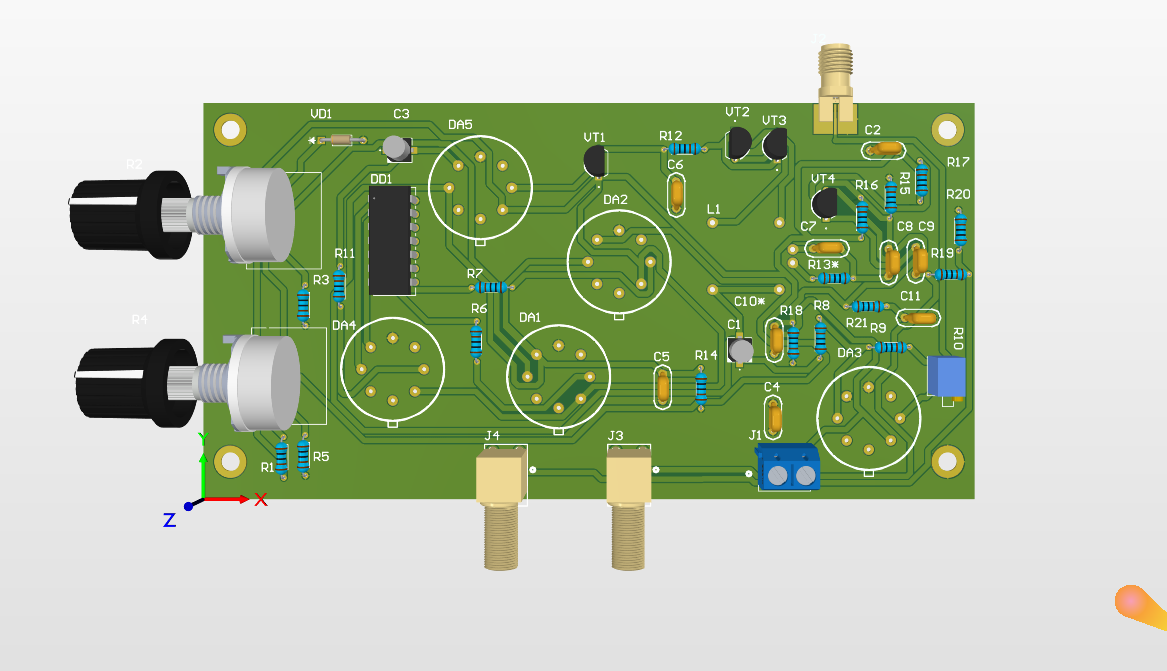 VD1
C3
DA5
VT1
R12
VT2
VT3
C2
R17
R2
DD1
C6
DA2
VT4
R16
R15
R20
L1
C7
C8
C9
R11
R3
R7
R13*
R19
R4
DA4
R6
DA1
C10*
C1
R18
R8
R21
R9
C11
R10
C5
R14
DA3
C4
R1
R5
J4
J3
J1
Y
X
Z